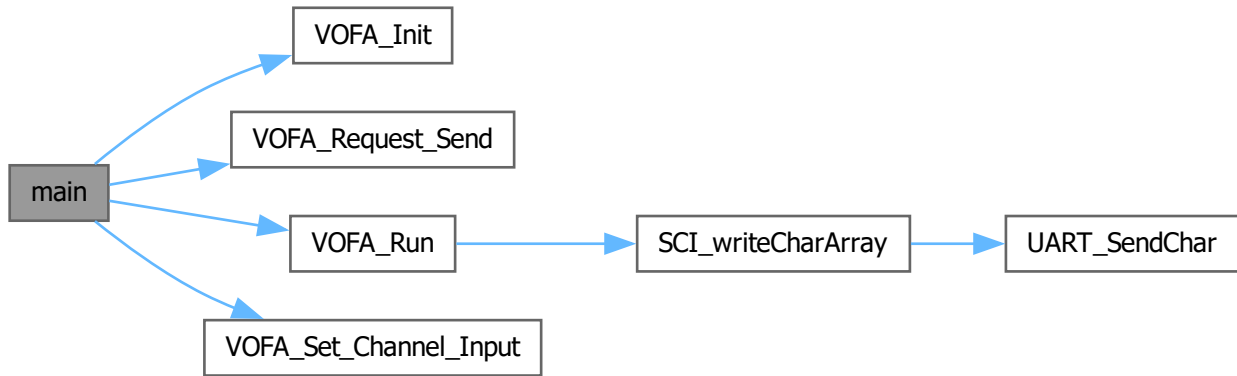 VOFA_Init
VOFA_Request_Send
main
VOFA_Run
SCI_writeCharArray
UART_SendChar
VOFA_Set_Channel_Input